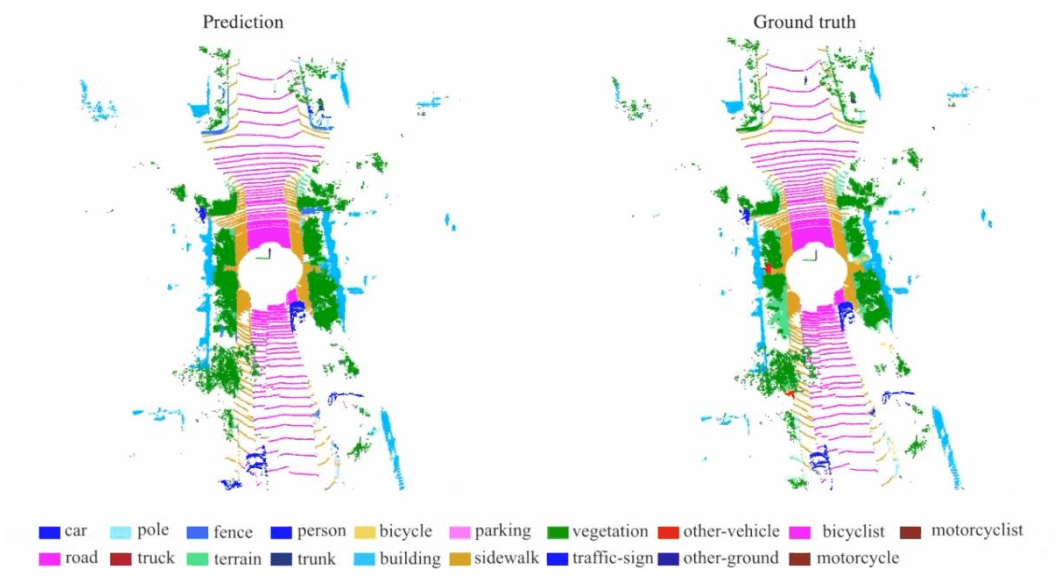 Prediction Ground truth
car pole fence person bicycle parking vegetation other-vehicle bicyclist motorcyclist
road truck terrain trunk building sidewalk traffic-sign other-ground motorcycle